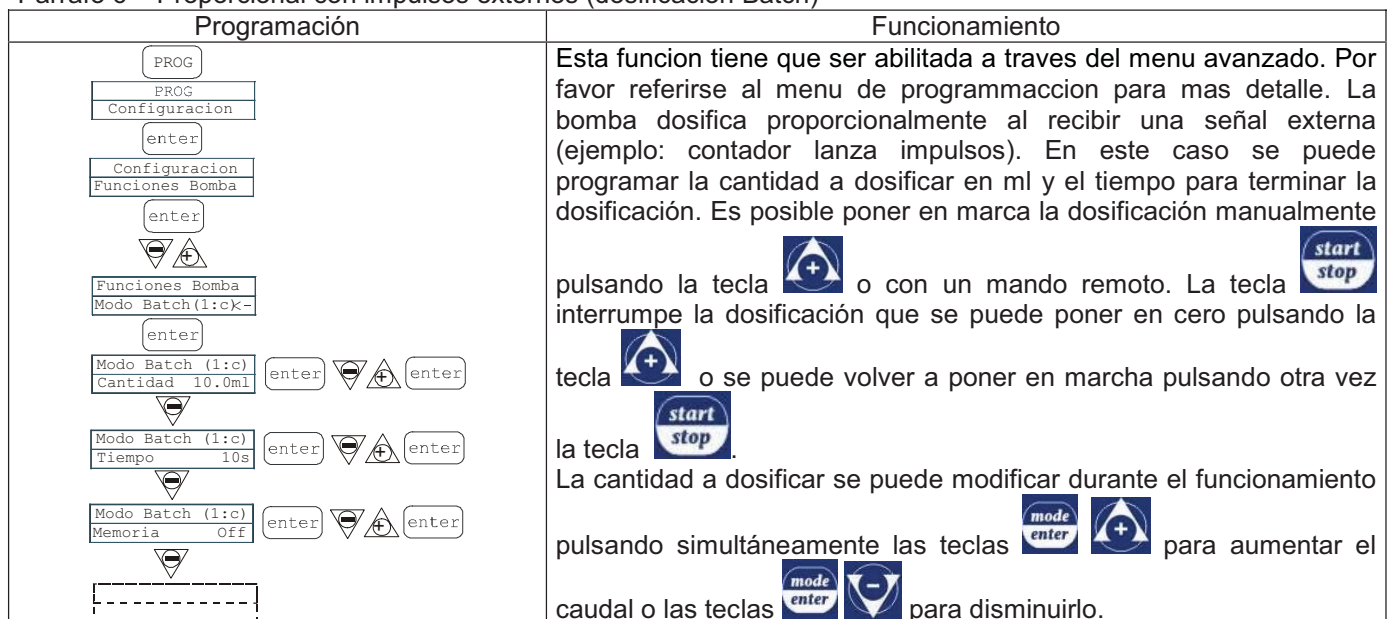 Párrafo 6 – Proporcional con impulsos externos (dosificación Batch)
Programación
PROG
PROG
Configuracion
enter
Configuracion
Funciones Bomba
enter
Funciones Bomba
Modo Batch(1:c)<-
enter
Modo Batch (1:c)
Cantidad 10.0ml
enter
enter
Modo Batch (1:c)
Tiempo 10s
enter
enter
Modo Batch (1:c)
Memoria Off
enter
enter
Funcionamiento
Esta funcion tiene que ser abilitada a traves del menu avanzado. Por
favor referirse al menu de programmaccion para mas detalle. La
bomba dosifica proporcionalmente al recibir una señal externa
(ejemplo: contador lanza impulsos). En este caso se puede
programar la cantidad a dosificar en ml y el tiempo para terminar la
dosificación. Es posible poner en marca la dosificación manualmente
pulsando la tecla + o con un mando remoto. La tecla start stop
interrumpe la dosificación que se puede poner en cero pulsando la
tecla + o se puede volver a poner en marcha pulsando otra vez
la tecla start stop.
La cantidad a dosificar se puede modificar durante el funcionamiento
pulsando simultáneamente las teclas mode enter + para aumentar el
caudal o las teclas mode enter - para disminuirlo.